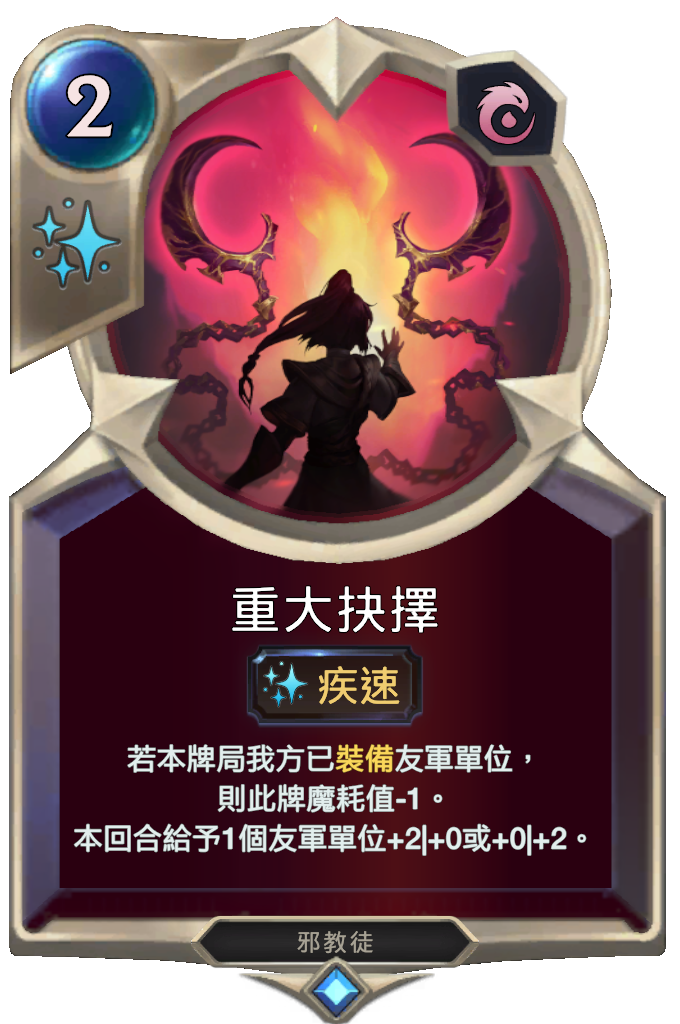 2
重大抉擇
疾速
若本牌局我方已裝備友軍單位，
則此牌魔耗值-1。
本回合給予1個友軍單位+2|+0或+0|+2。
邪教徒